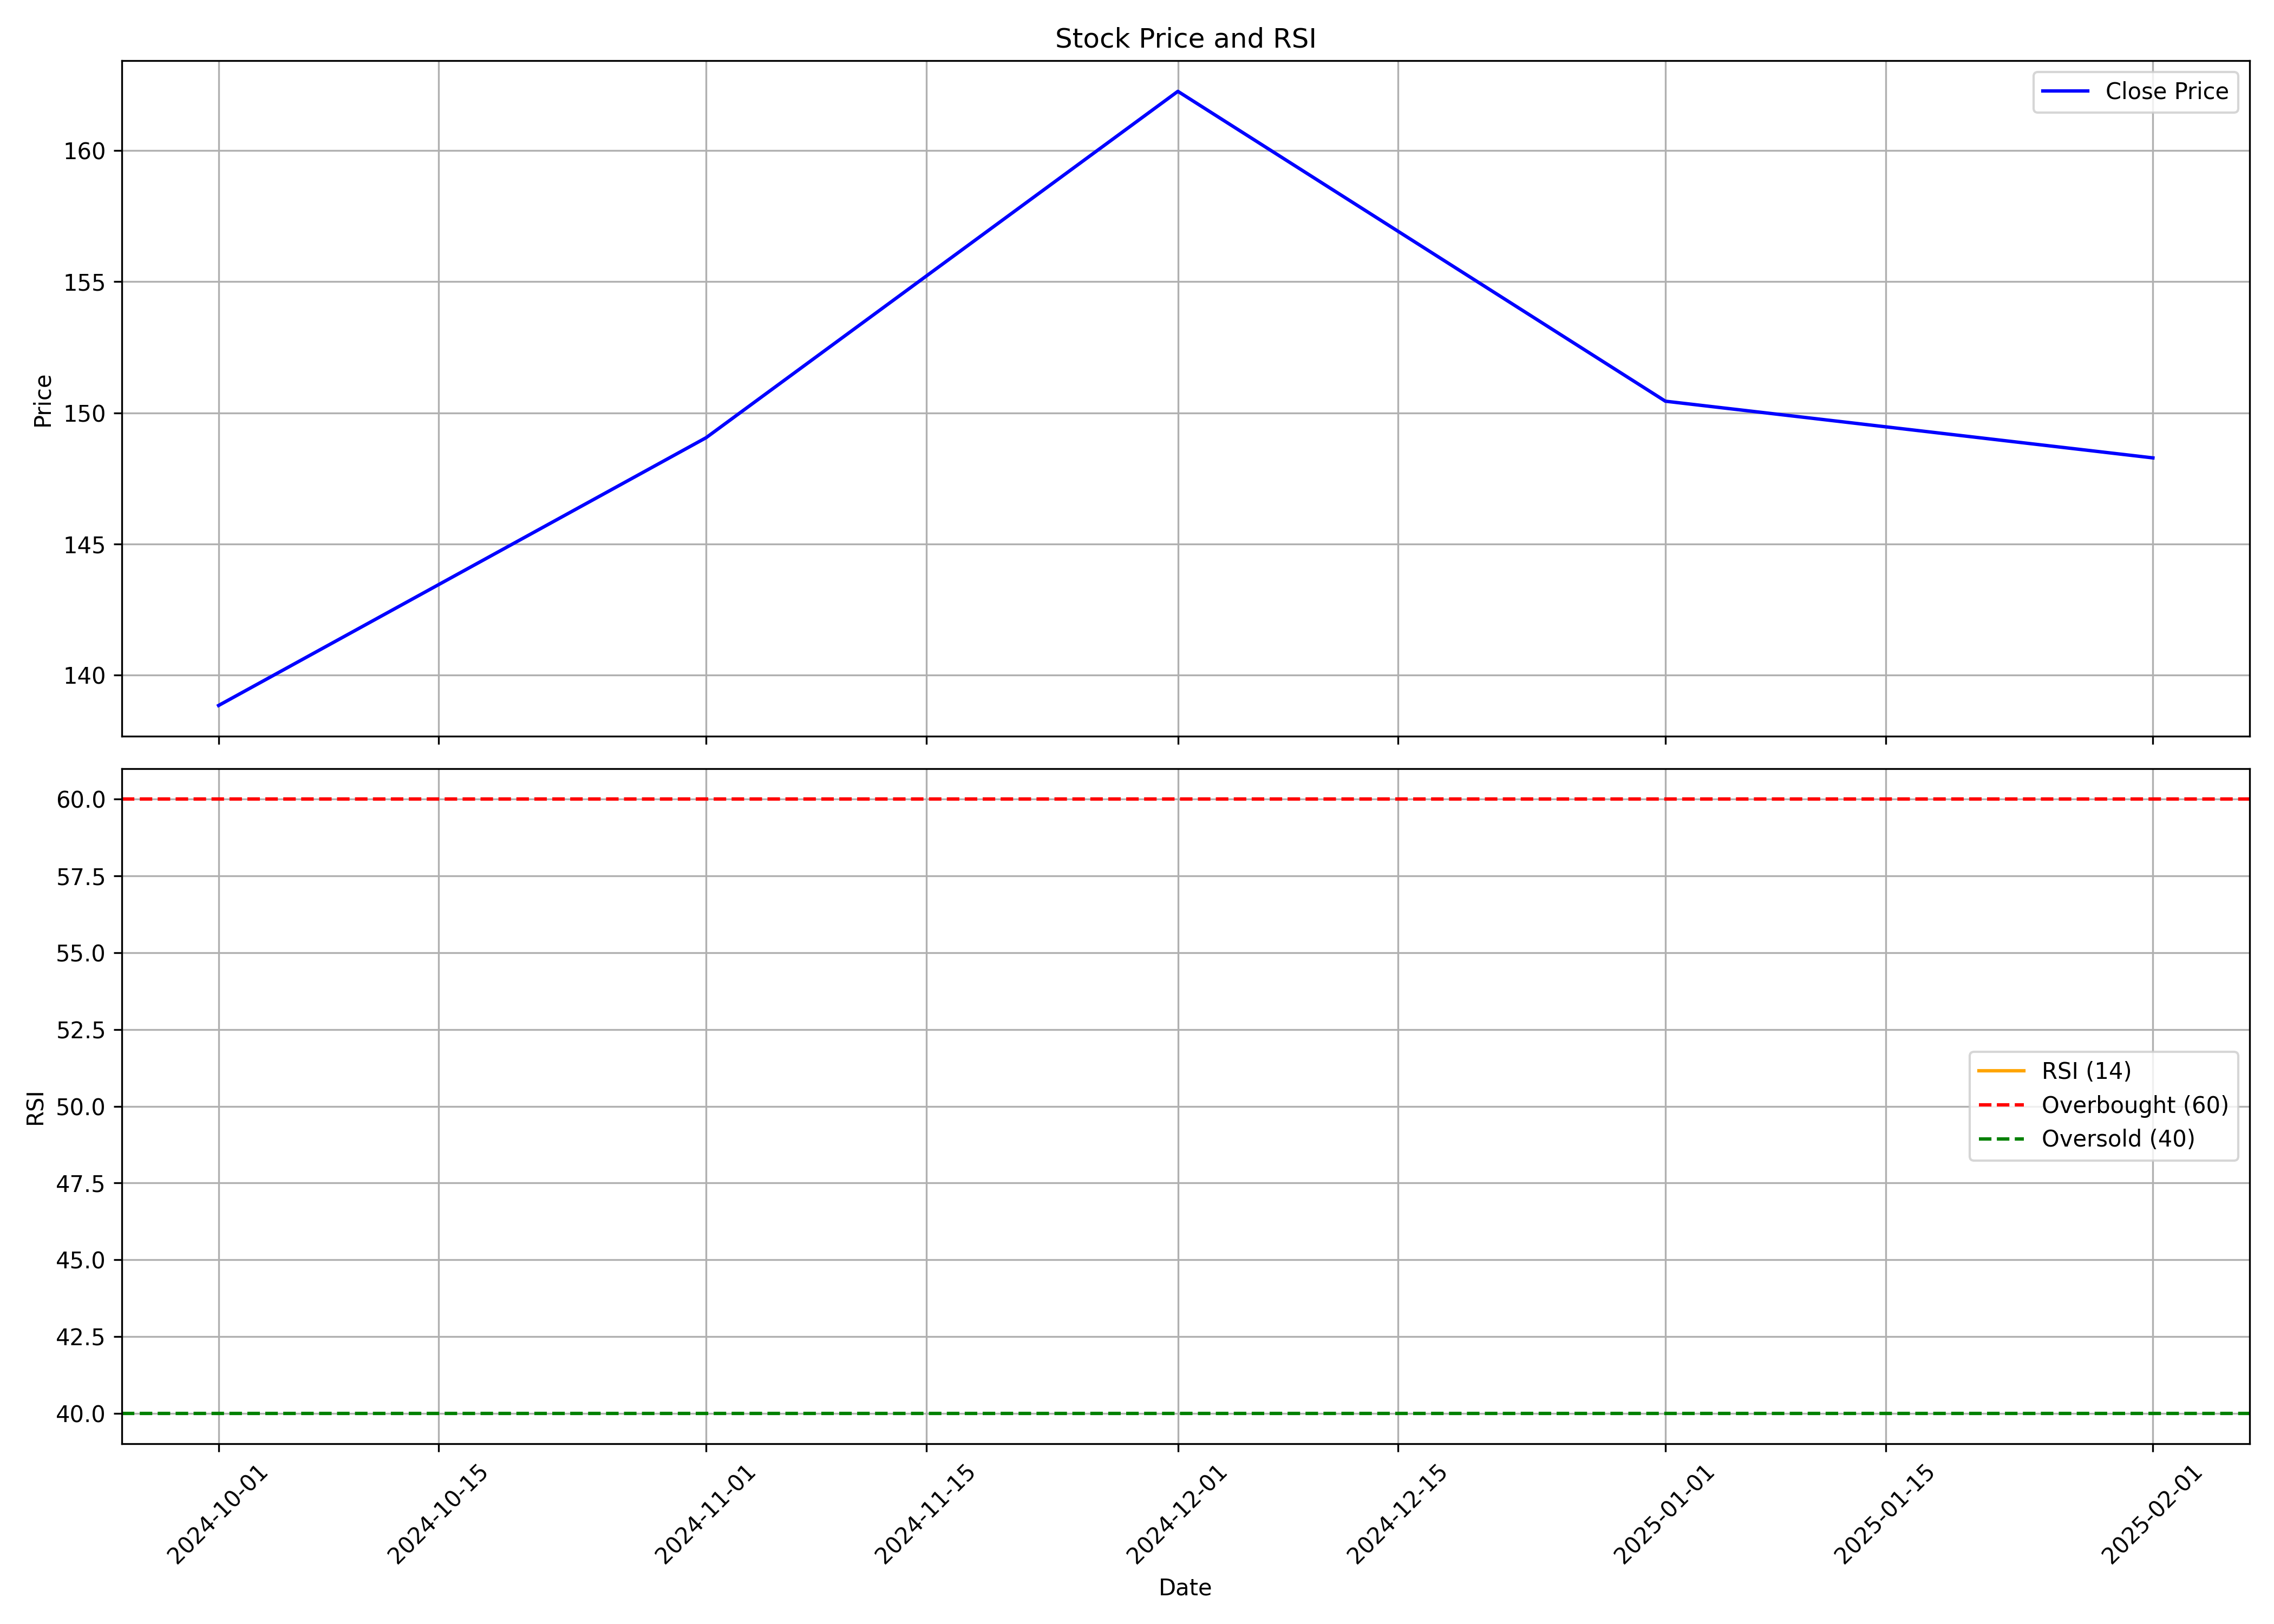 Stock Price and RSI
Close Price
Price
160
155
150
145
140
60.0
57.5
55.0
52.5
50.0
47.5
45.0
42.5
40.0
RSI
RSI (14)
Overbought (60)
Oversold (40)
2024-10-01
2024-10-15
2024-11-01
2024-11-15
2024-12-01
2024-12-15
2025-01-01
2025-01-15
2025-02-01
Date